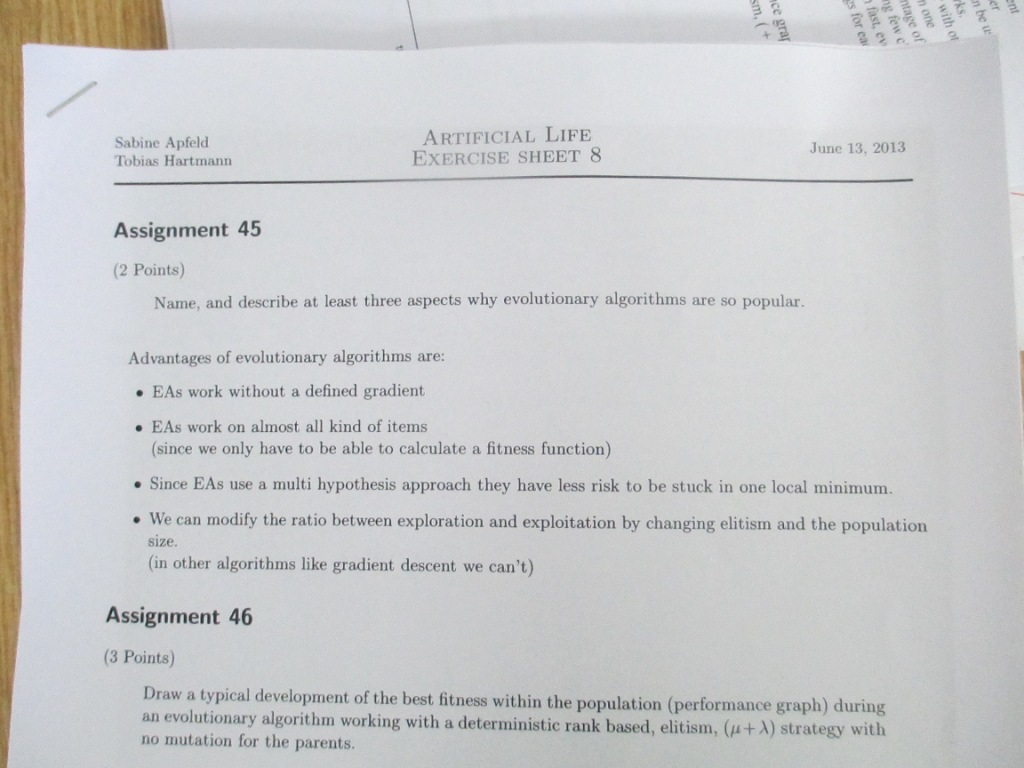 Sabine Apfeld
Tobias Hartmann
ARTIFICIAL LIFE
EXERCISE SHEET 8
June 13, 2013
Assignment 45
(2 Points)
Name, and describe at least three aspects why evolutionary algorithms are so popular.
Advantages of evolutionary algorithms are:
• EAs work without a defined gradient
• EAs work on almost all kind of items
(since we only have to be able to calculate a fitness function)
• Since EAs use a multi hypothesis approach they have less risk to be stuck in one local minimum.
• We can modify the ratio between exploration and exploitation by changing elitism and the population
size.
(in other algorithms like gradient descent we can't)
Assignment 46
(3 Points)
Draw a typical development of the best fitness within the population (performance graph) during
an evolutionary algorithm working with a deterministic rank based, elitism, (μ+λ) strategy with
no mutation for the parents.